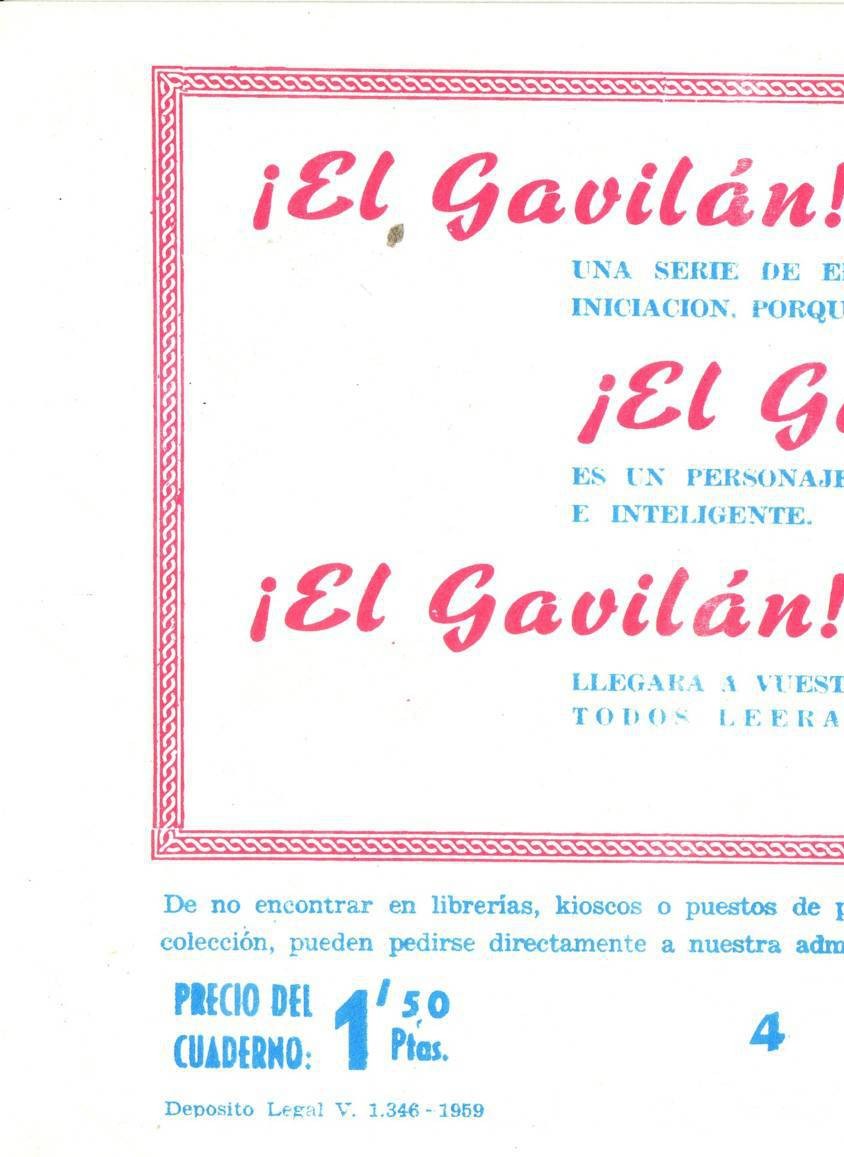 ¡El Gavilán!
UNA SERIE DE
INICIACION. PORQU
¡El G
ES UN PERSONAJE
E INTELIGENTE.
¡El Gavilán!
LLEGARA A VUEST
TODOS LEERA
De no encontrar en librerías, kioscos o puestos de p
colección, pueden pedirse directamente a nuestra adm
PRECIO DEL
CUADERNO:
1'50
Ptas.
4
Deposito Legal V. 1.346 - 1959